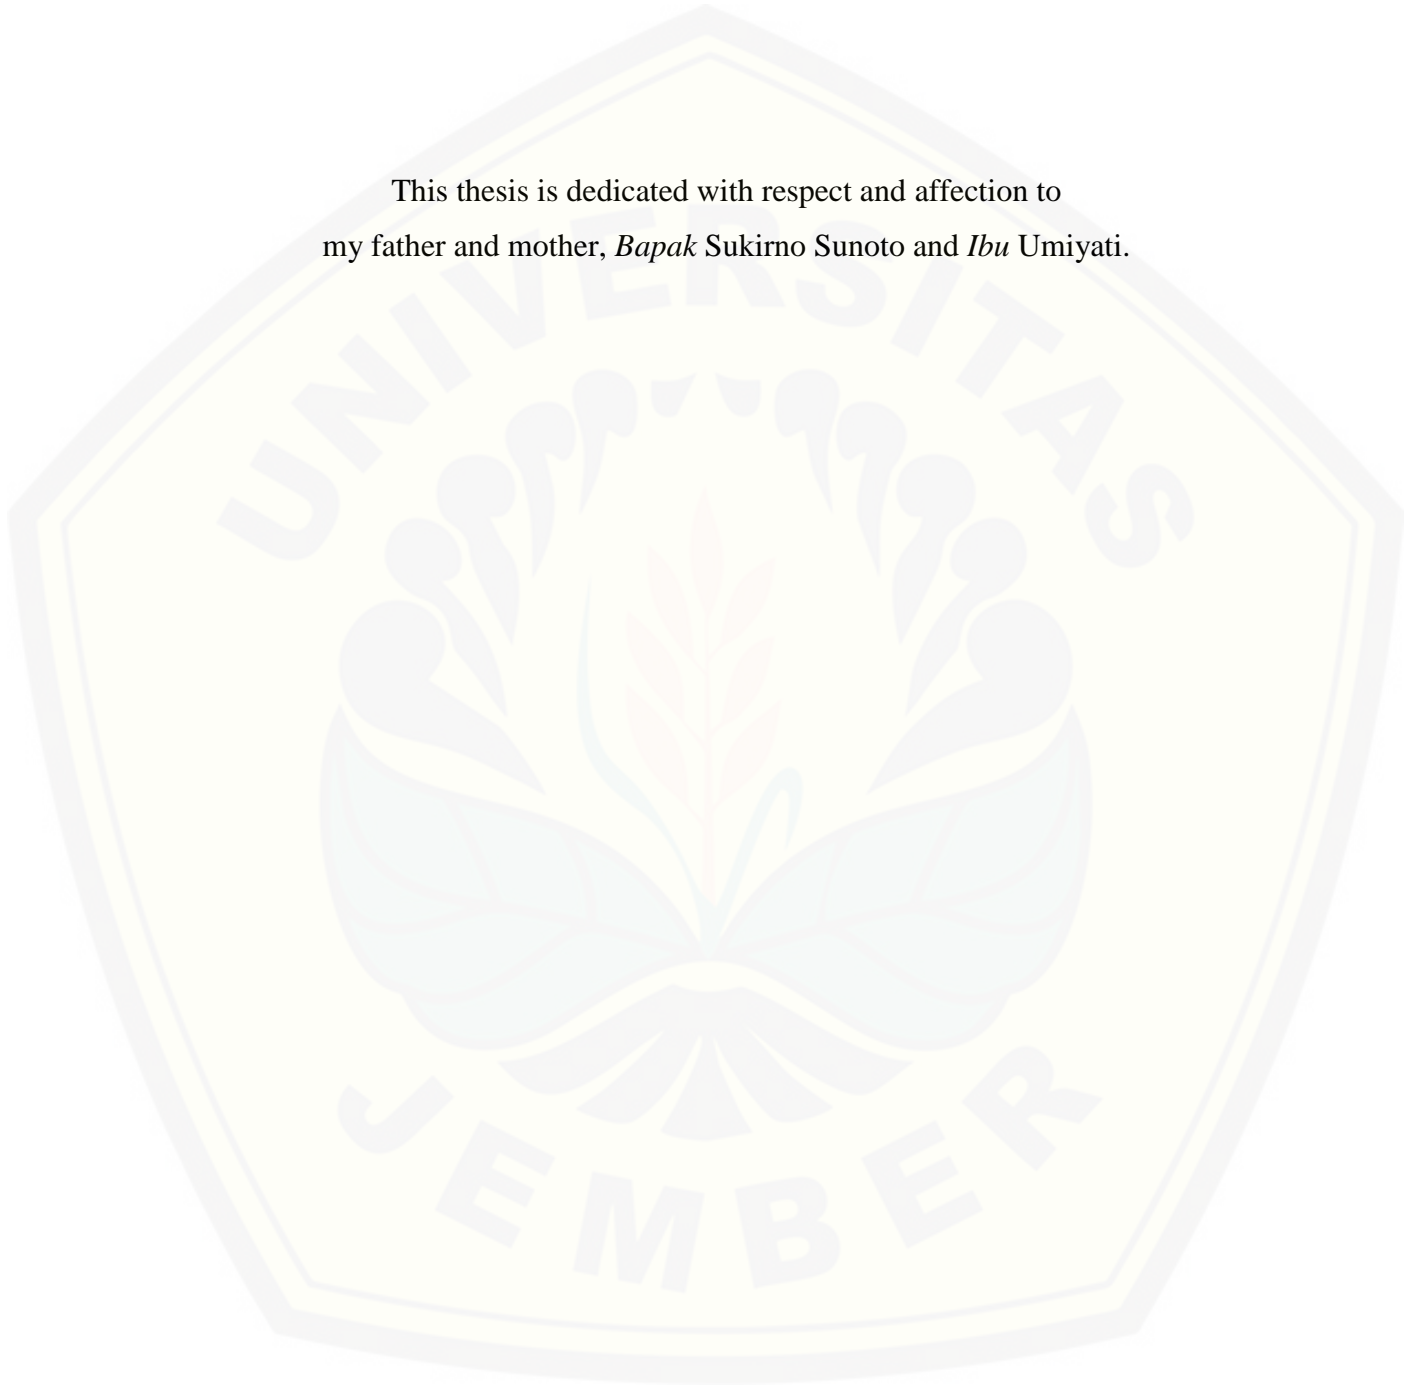 This thesis is dedicated with respect and affection to
my father and mother, Bapak Sukirno Sunoto and Ibu Umiyati.
UNIVERSITAS
JEMBER